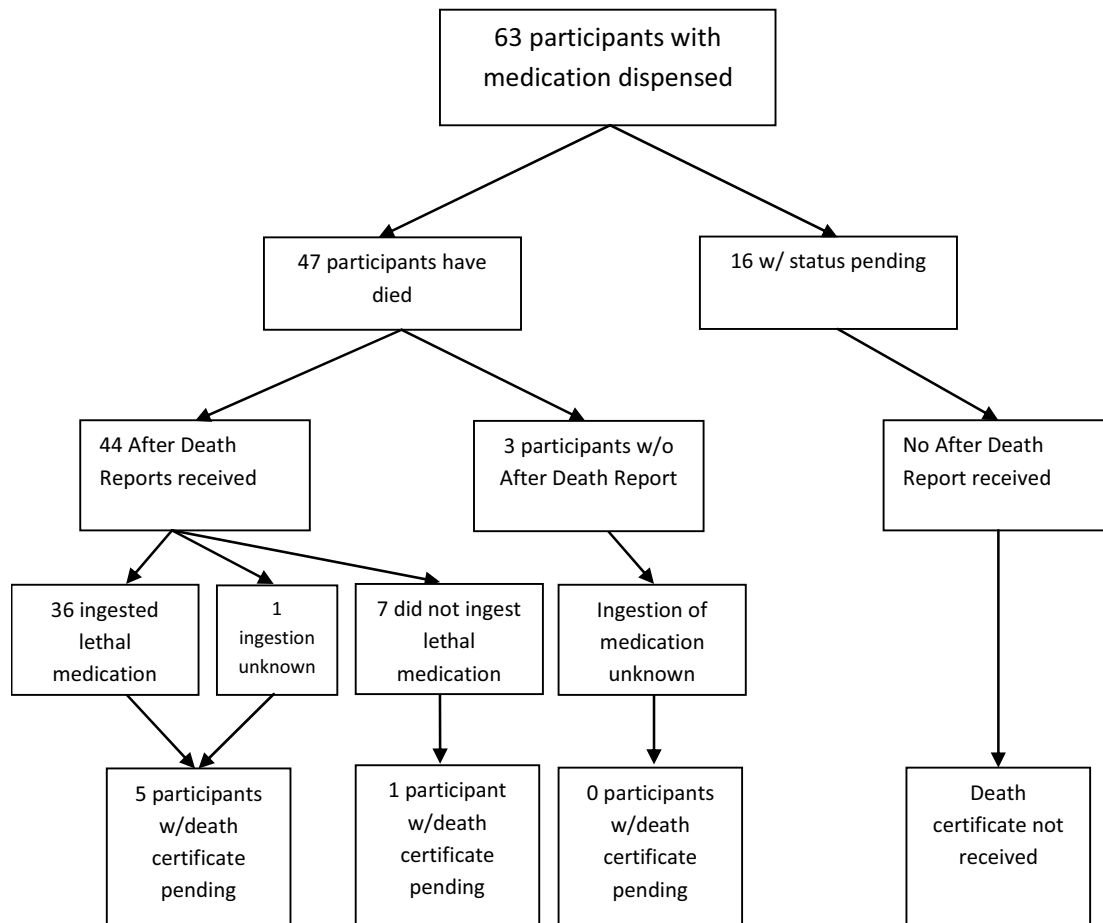 63 participants with
medication dispensed
47 participants have
died
16 w/ status pending
44 After Death
Reports received
3 participants w/o
After Death Report
No After Death
Report received
36 ingested
lethal
medication
1
ingestion
unknown
7 did not ingest
lethal
medication
Ingestion of
medication
unknown
5 participants
w/death
certificate
pending
1 participant
w/death
certificate
pending
0 participants
w/death
certificate
pending
Death
certificate not
received